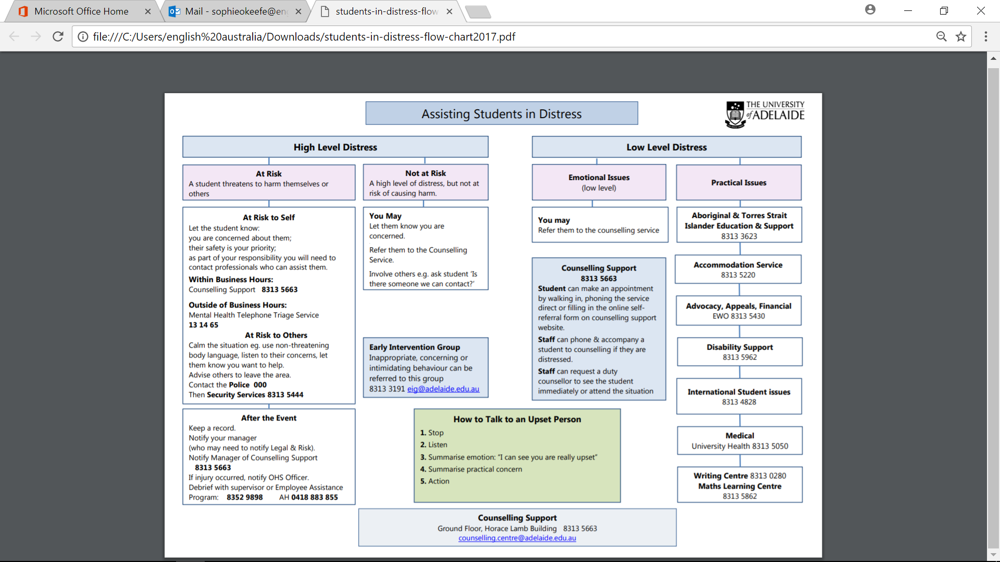 Microsoft Office Home
Mail - sophieokeefe@en
students-in-distress-flow
file:///C:/Users/english%20australia/Downloads/students-in-distress-flow-chart2017.pdf
Assisting Students in Distress
THE UNIVERSITY
of ADELAIDE
High Level Distress
At Risk
A student threatens to harm themselves or
others
At Risk to Self
Let the student know:
you are concerned about them;
their safety is your priority;
as part of your responsibility you will need to
contact professionals who can assist them.
Within Business Hours:
Counselling Support 8313 5663
Outside of Business Hours:
Mental Health Telephone Triage Service
13 14 65
At Risk to Others
Calm the situation eg. use non-threatening
body language, listen to their concerns, let
them know you want to help.
Advise others to leave the area.
Contact the Police 000
Then Security Services 8313 5444
After the Event
Keep a record.
Notify your manager
(who may need to notify Legal & Risk).
Notify Manager of Counselling Support
8313 5663
If injury occurred, notify OHS Officer.
Debrief with supervisor or Employee Assistance
Program: 8352 9898 AH 0418 883 855
Not at Risk
A high level of distress, but not at
risk of causing harm.
You May
Let them know you are
concerned.
Refer them to the Counselling
Service.
Involve others e.g. ask student ‘Is
there someone we can contact?’
Early Intervention Group
Inappropriate, concerning or
intimidating behaviour can be
referred to this group
8313 3191 eig@adelaide.edu.au
Low Level Distress
Emotional Issues
(low level)
You may
Refer them to the counselling service
Counselling Support
8313 5663
Student can make an appointment
by walking in, phoning the service
direct or filling in the online self-
referral form on counselling support
website.
Staff can phone & accompany a
student to counselling if they are
distressed.
Staff can request a duty
counsellor to see the student
immediately or attend the situation
Practical Issues
Aboriginal & Torres Strait
Islander Education & Support
8313 3623
Accommodation Service
8313 5220
Advocacy, Appeals, Financial
EWO 8313 5430
Disability Support
8313 5962
International Student issues
8313 4828
Medical
University Health 8313 5050
Writing Centre 8313 0280
Maths Learning Centre
8313 5862
How to Talk to an Upset Person
1. Stop
2. Listen
3. Summarise emotion: “I can see you are really upset”
4. Summarise practical concern
5. Action
Counselling Support
Ground Floor, Horace Lamb Building 8313 5663
counselling.centre@adelaide.edu.au